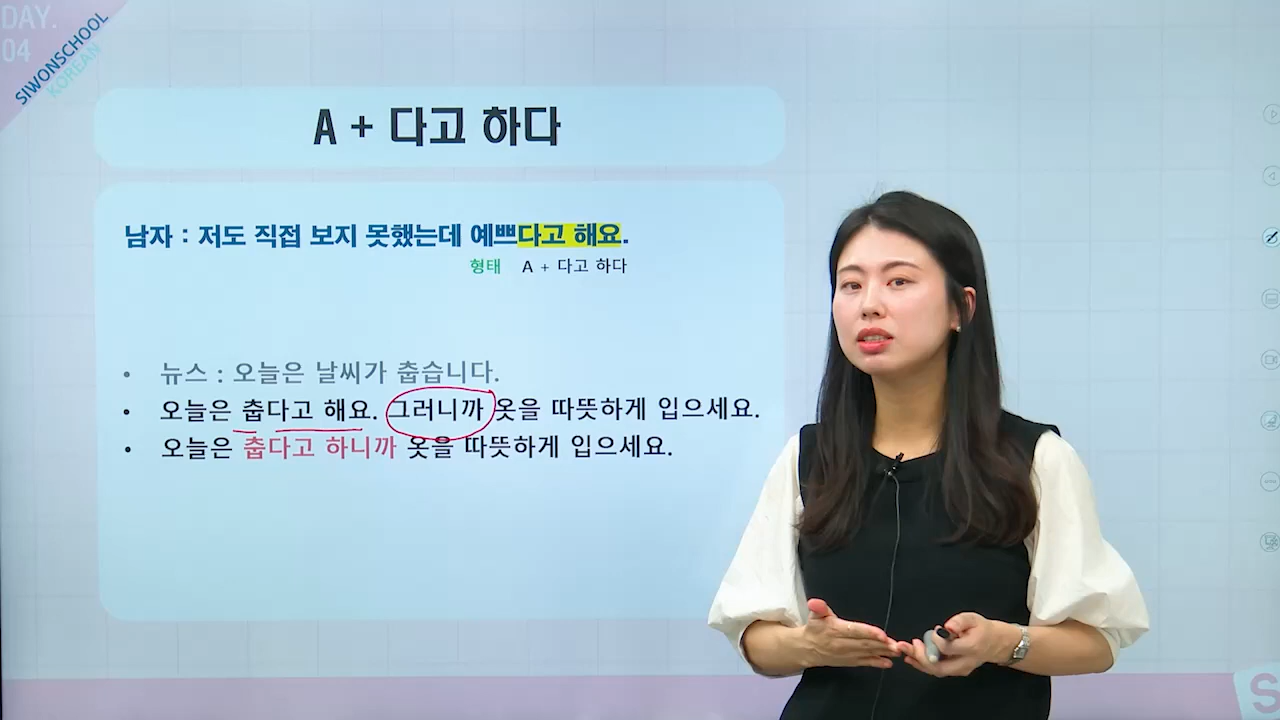 DAY.
04
SIWONSCHOOL
KOREAN
A + 다고 하다
남자 : 저도 직접 보지 못했는데 예쁘다고 해요.
형태 A + 다고 하다
• 뉴스 : 오늘은 날씨가 춥습니다.
• 오늘은 춥다고 해요. 그러니까 옷을 따뜻하게 입으세요.
• 오늘은 춥다고 하니까 옷을 따뜻하게 입으세요.
S